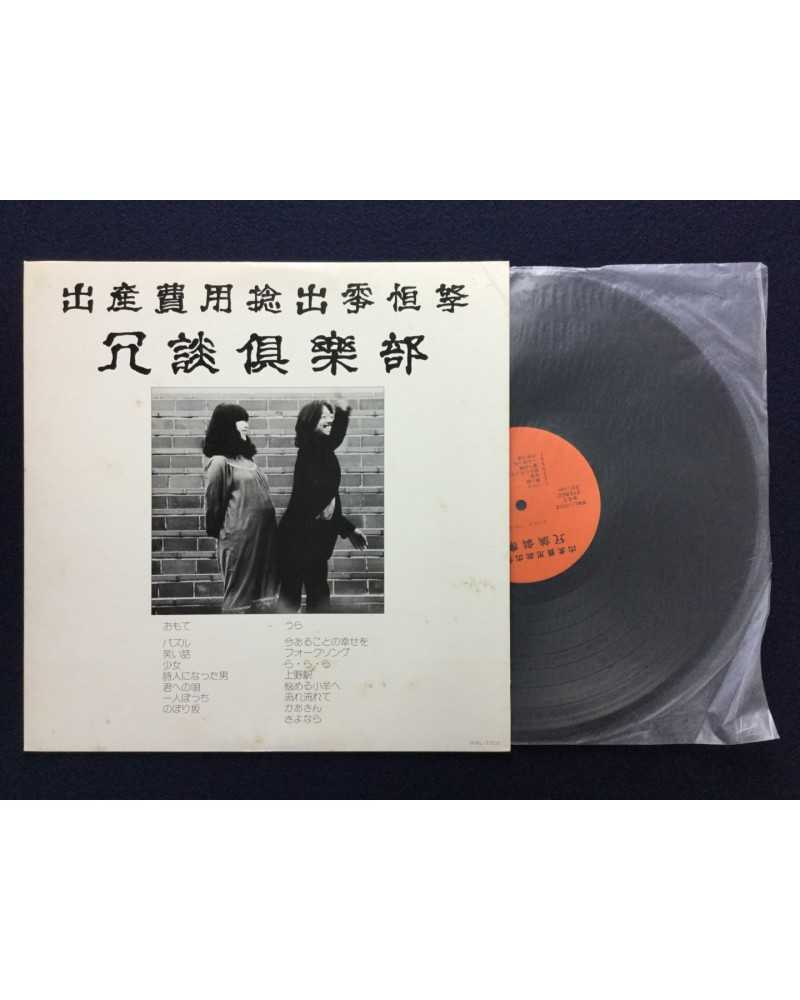 出産費用捻出
冗談倶楽部
おもて
パズル
笑い話
少女
詩人になった男
君への唄
一人ぼっち
のぼり坂
うら
今あることの幸せを
フォークソング
ら・ら・ら
上野駅
悩める小羊へ
流れ流れて
かあさん
さよなら